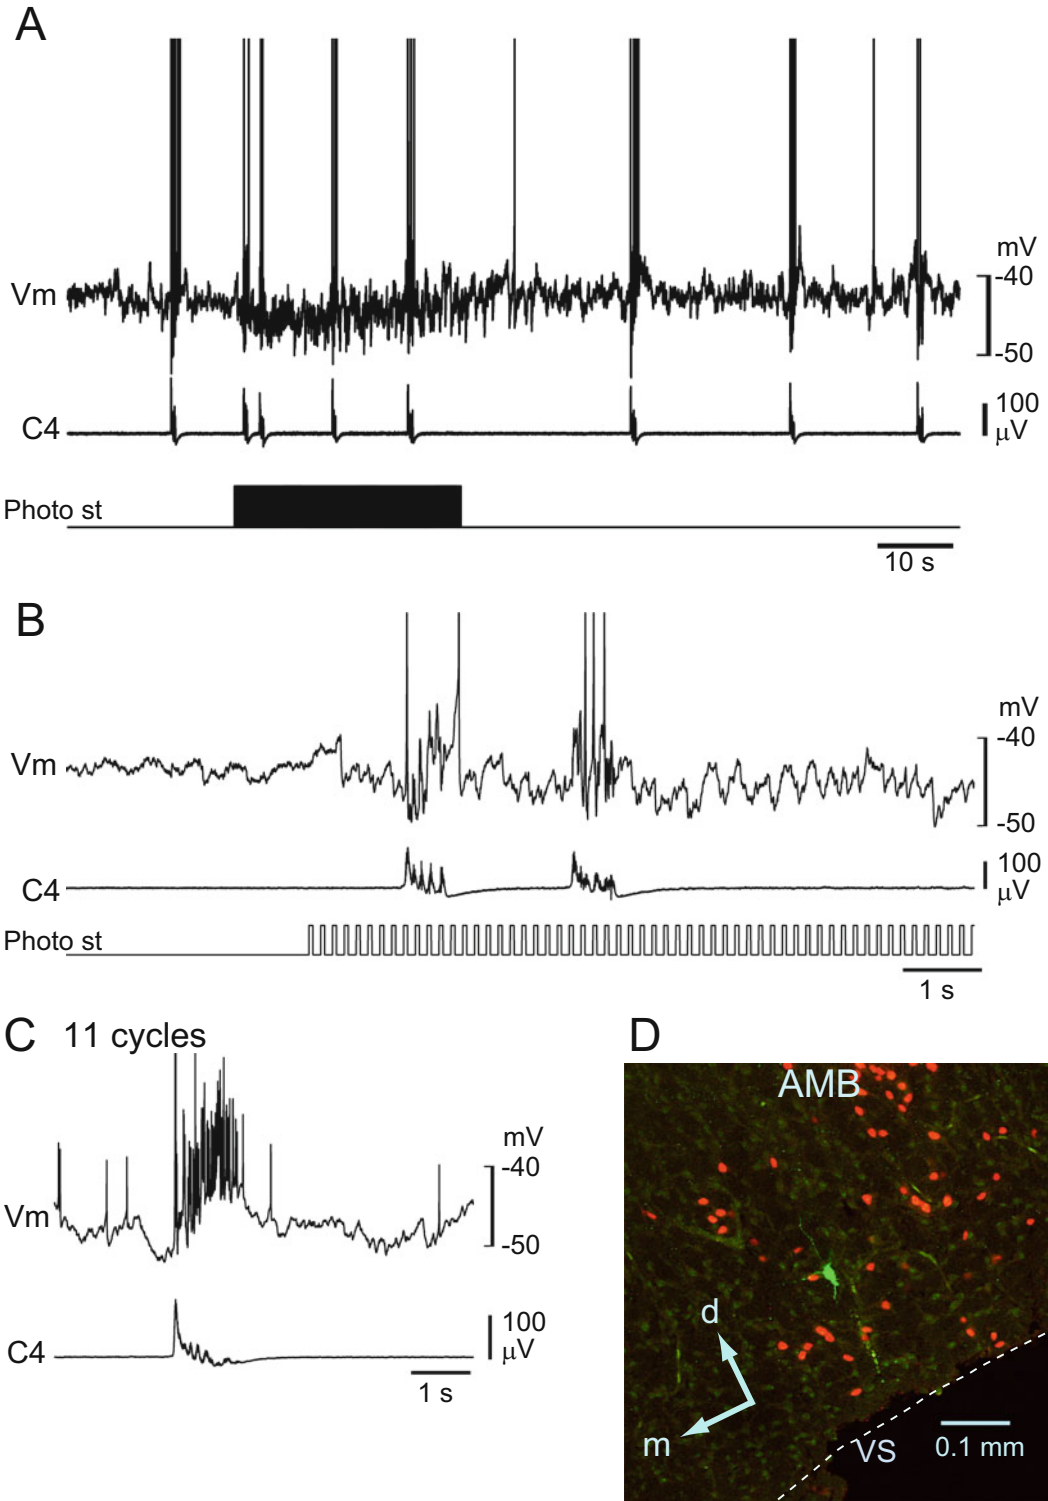 A
Vm
mV
-40
-50
C4
100
μV
Photo st
10 s
B
Vm
mV
-40
-50
C4
100
μV
Photo st
1 s
C 11 cycles
Vm
mV
-40
-50
C4
100
μV
1 s
D
AMB
d
m
VS
0.1 mm